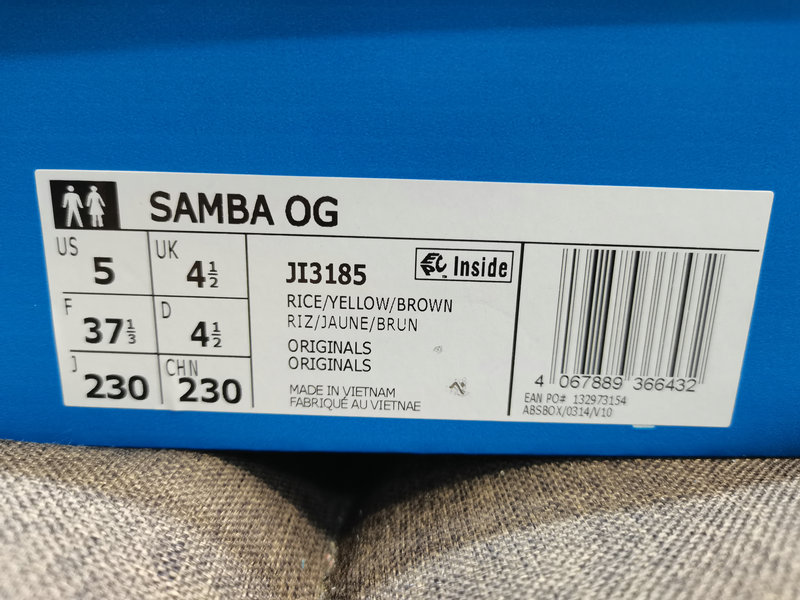 SAMBA OG
US 5 UK 4½
F 37⅓ D 4½
J 230 CHN 230
JI3185
EPC Inside
RICE/YELLOW/BROWN
RIZ/JAUNE/BRUN
ORIGINALS
ORIGINALS
MADE IN VIETNAM
FABRIQUÉ AU VIETNAE
4 067889 366432
EAN PO# 132973154
ABSBOX/0314/V10